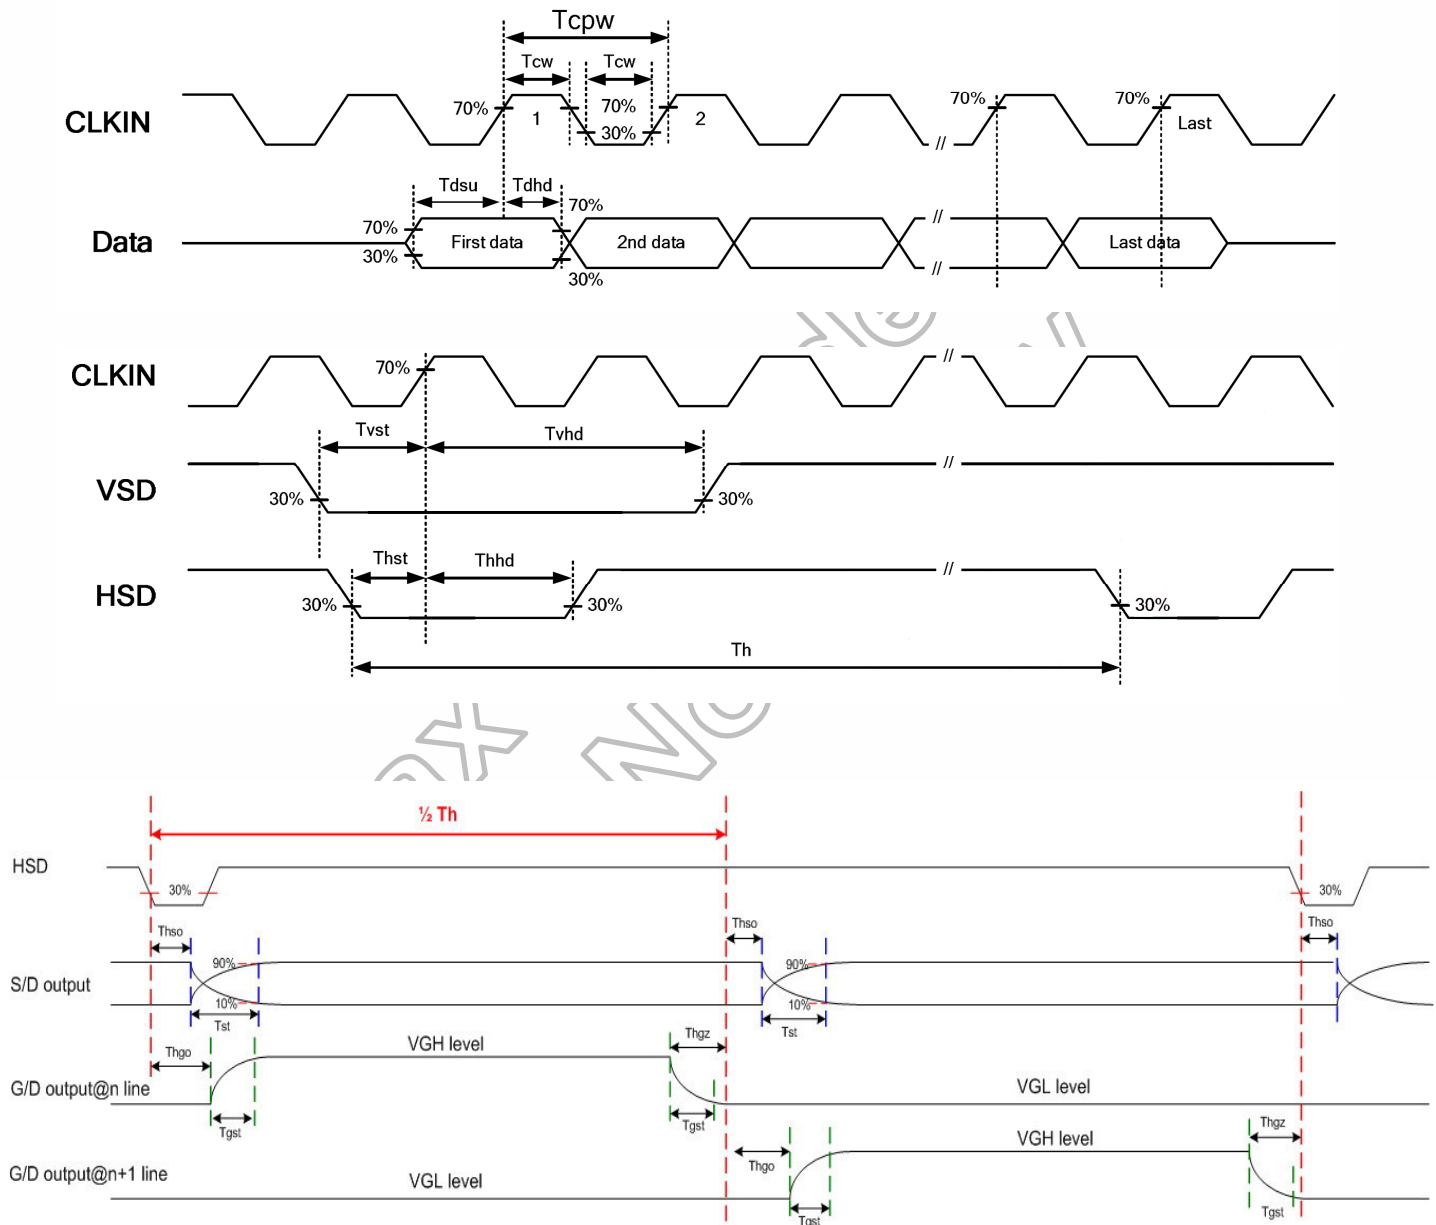 Tcpw
Tcw Tcw
CLKIN 70% 1 70% 30% 2 70% 70% Last
//
Tdsu Tdhd
Data 70% 30% First data 70% 30% 2nd data // // Last data
CLKIN 70% //
Tvst Tvhd
VSD 30% 30% //
Thst Thhd
HSD 30% 30% // 30%
Th
½ Th
HSD 30% 30%
Thso Thso Thso
S/D output 90% 10% 90% 10%
Tst Tst
Thgo VGH level Thgz
G/D output@n line VGL level
Tgst Tgst
G/D output@n+1 line VGL level Thgo VGH level Thgz
Tgst Tgst